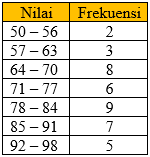 Nilai Frekuensi
50 – 56 2
57 – 63 3
64 – 70 8
71 – 77 6
78 – 84 9
85 – 91 7
92 – 98 5